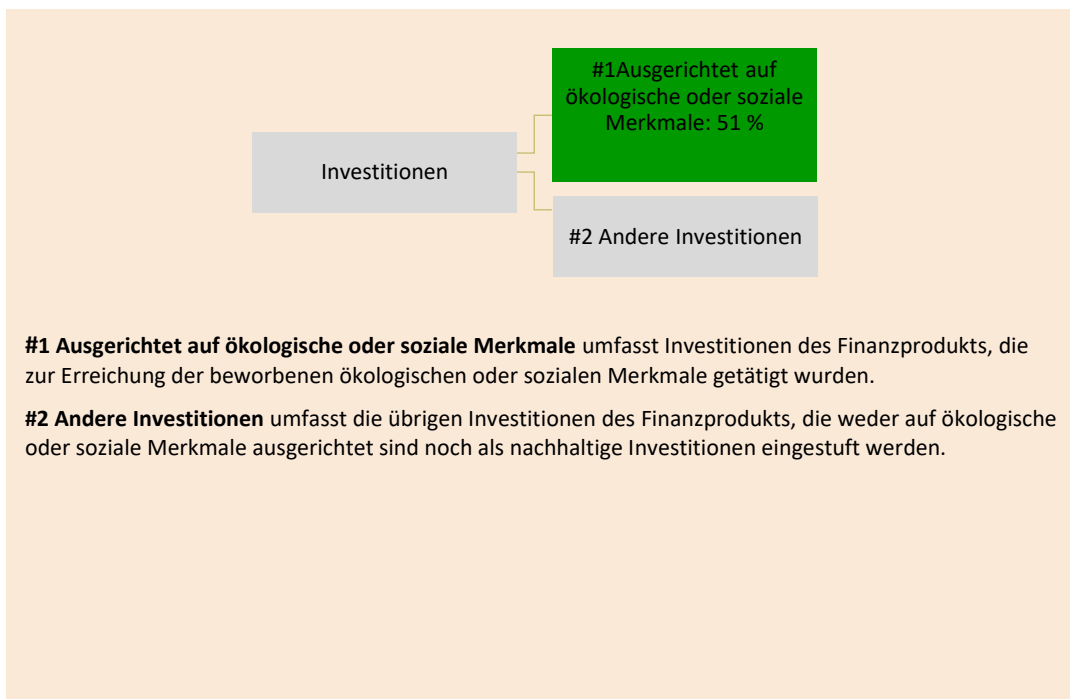 #1Ausgerichtet auf
ökologische oder soziale
Merkmale: 51 %
Investitionen
#2 Andere Investitionen
#1 Ausgerichtet auf ökologische oder soziale Merkmale umfasst Investitionen des Finanzprodukts, die
zur Erreichung der beworbenen ökologischen oder sozialen Merkmale getätigt wurden.
#2 Andere Investitionen umfasst die übrigen Investitionen des Finanzprodukts, die weder auf ökologische
oder soziale Merkmale ausgerichtet sind noch als nachhaltige Investitionen eingestuft werden.